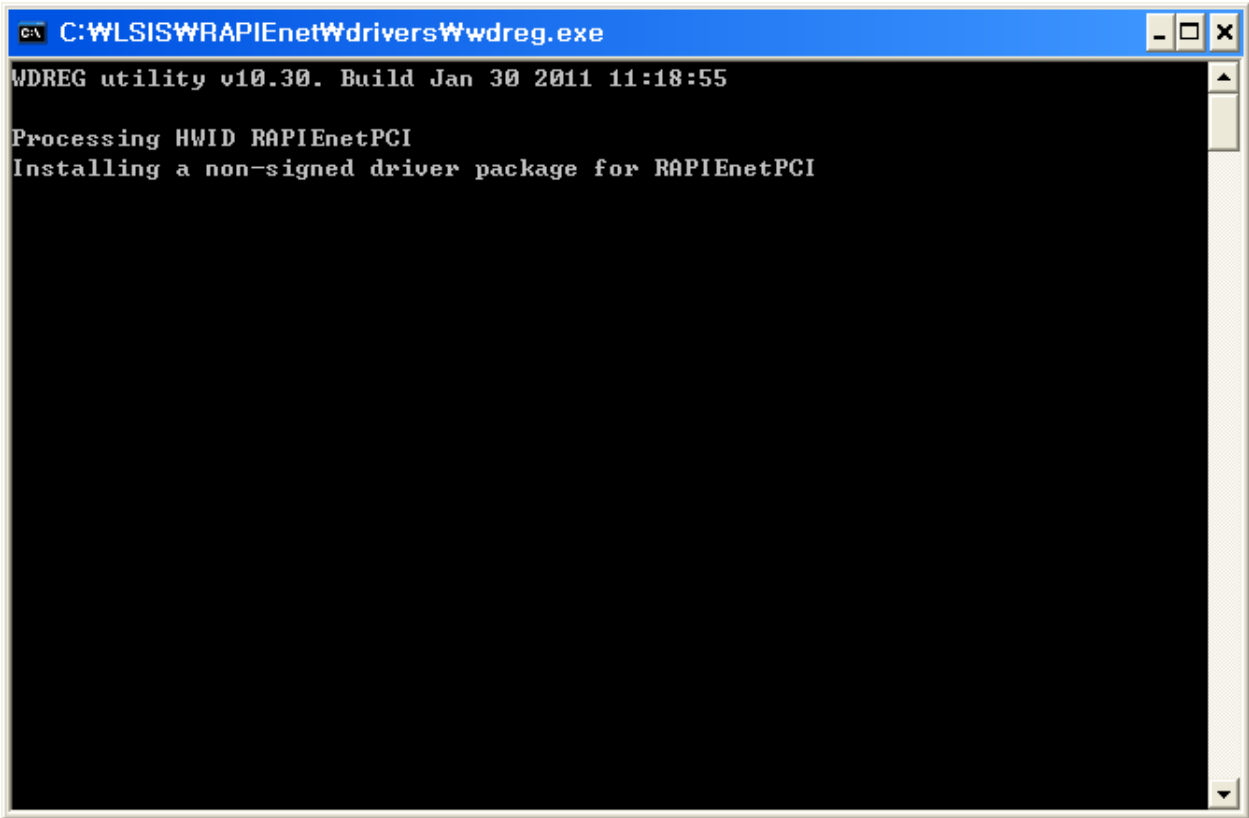 C:₩LSIS₩RAPIEnet₩drivers₩wdreg.exe
WDREG utility v10.30. Build Jan 30 2011 11:18:55
Processing HWID RAPIEnetPCI
Installing a non-signed driver package for RAPIEnetPCI